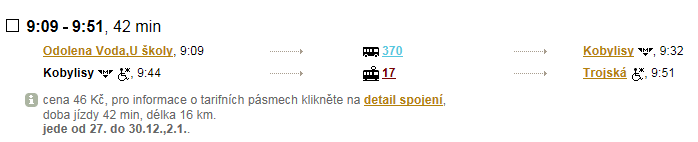 9:09 - 9:51, 42 min
Odolena Voda,U školy, 9:09 370 Kobylisy, 9:32
Kobylisy, 9:44 17 Trojská, 9:51
cena 46 Kč, pro informace o tarifních pásmech klikněte na detail spojení,
doba jízdy 42 min, délka 16 km.
jede od 27. do 30.12.,2.1..